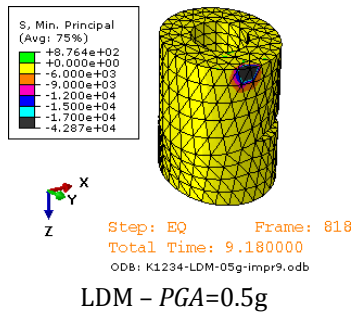 S, Min. Principal
(Avg: 75%)
+8.764e+02
+0.000e+00
-6.000e+03
-9.000e+03
-1.200e+04
-1.500e+04
-1.700e+04
-4.287e+04
X
Y
Z
Step: EQ Frame: 818
Total Time: 9.180000
ODB: K1234-LDM-05g-impr9.odb
LDM – PGA=0.5g